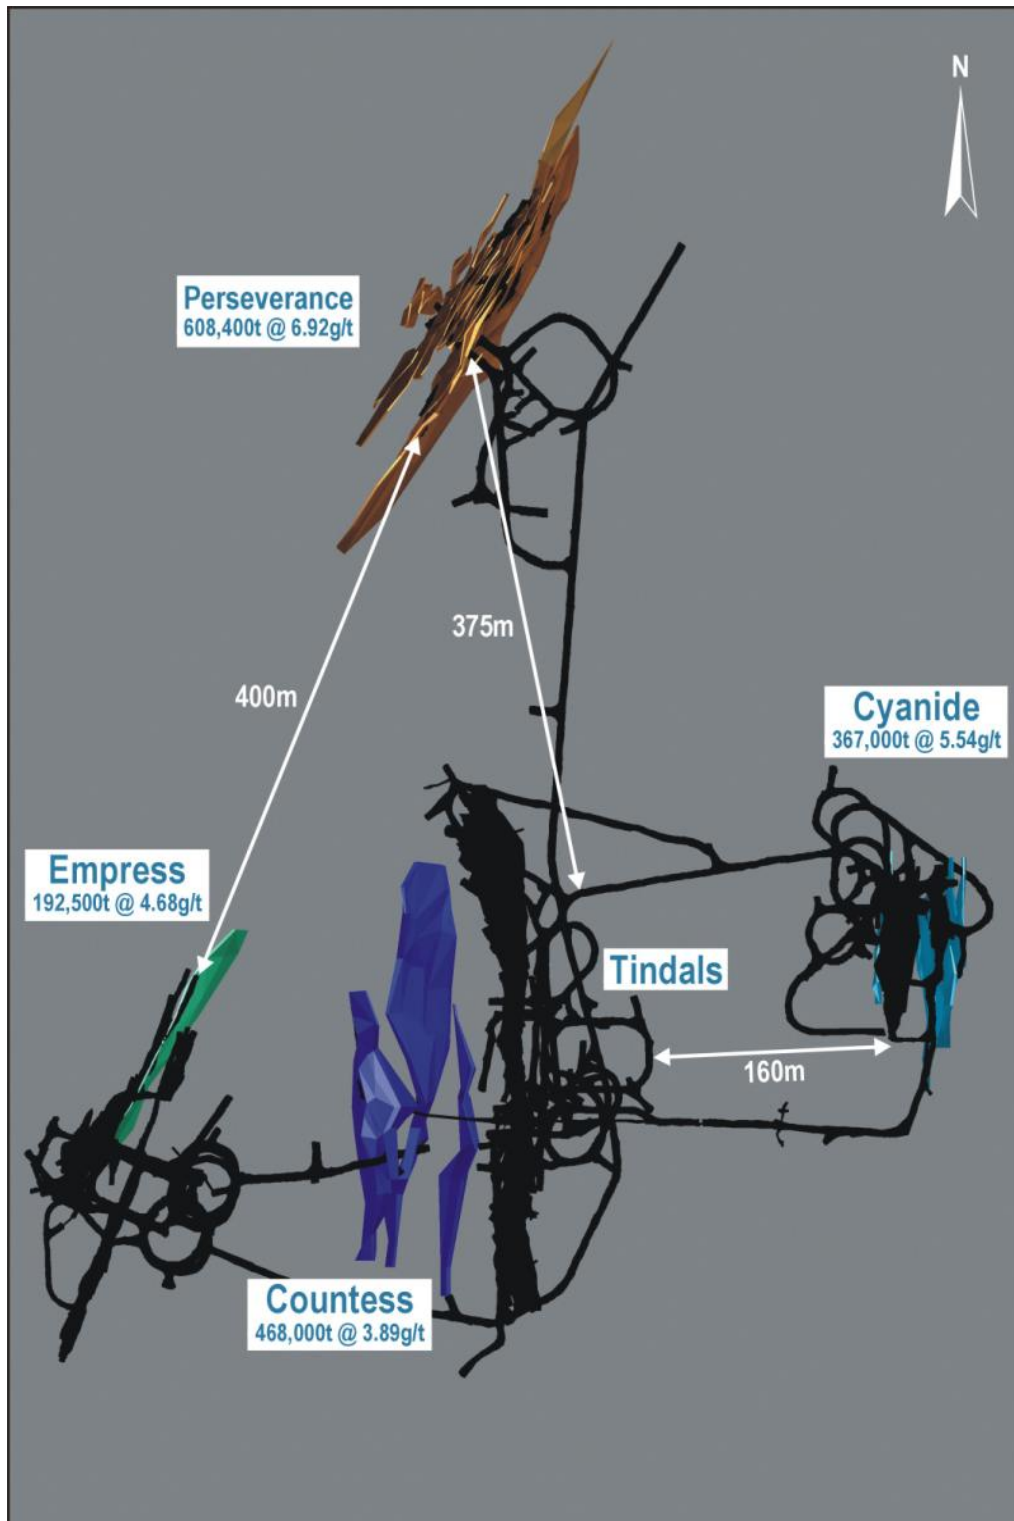 N
Perseverance
608,400t @ 6.92g/t
375m
400m
Cyanide
367,000t @ 5.54g/t
Empress
192,500t @ 4.68g/t
Tindals
160m
Countess
468,000t @ 3.89g/t